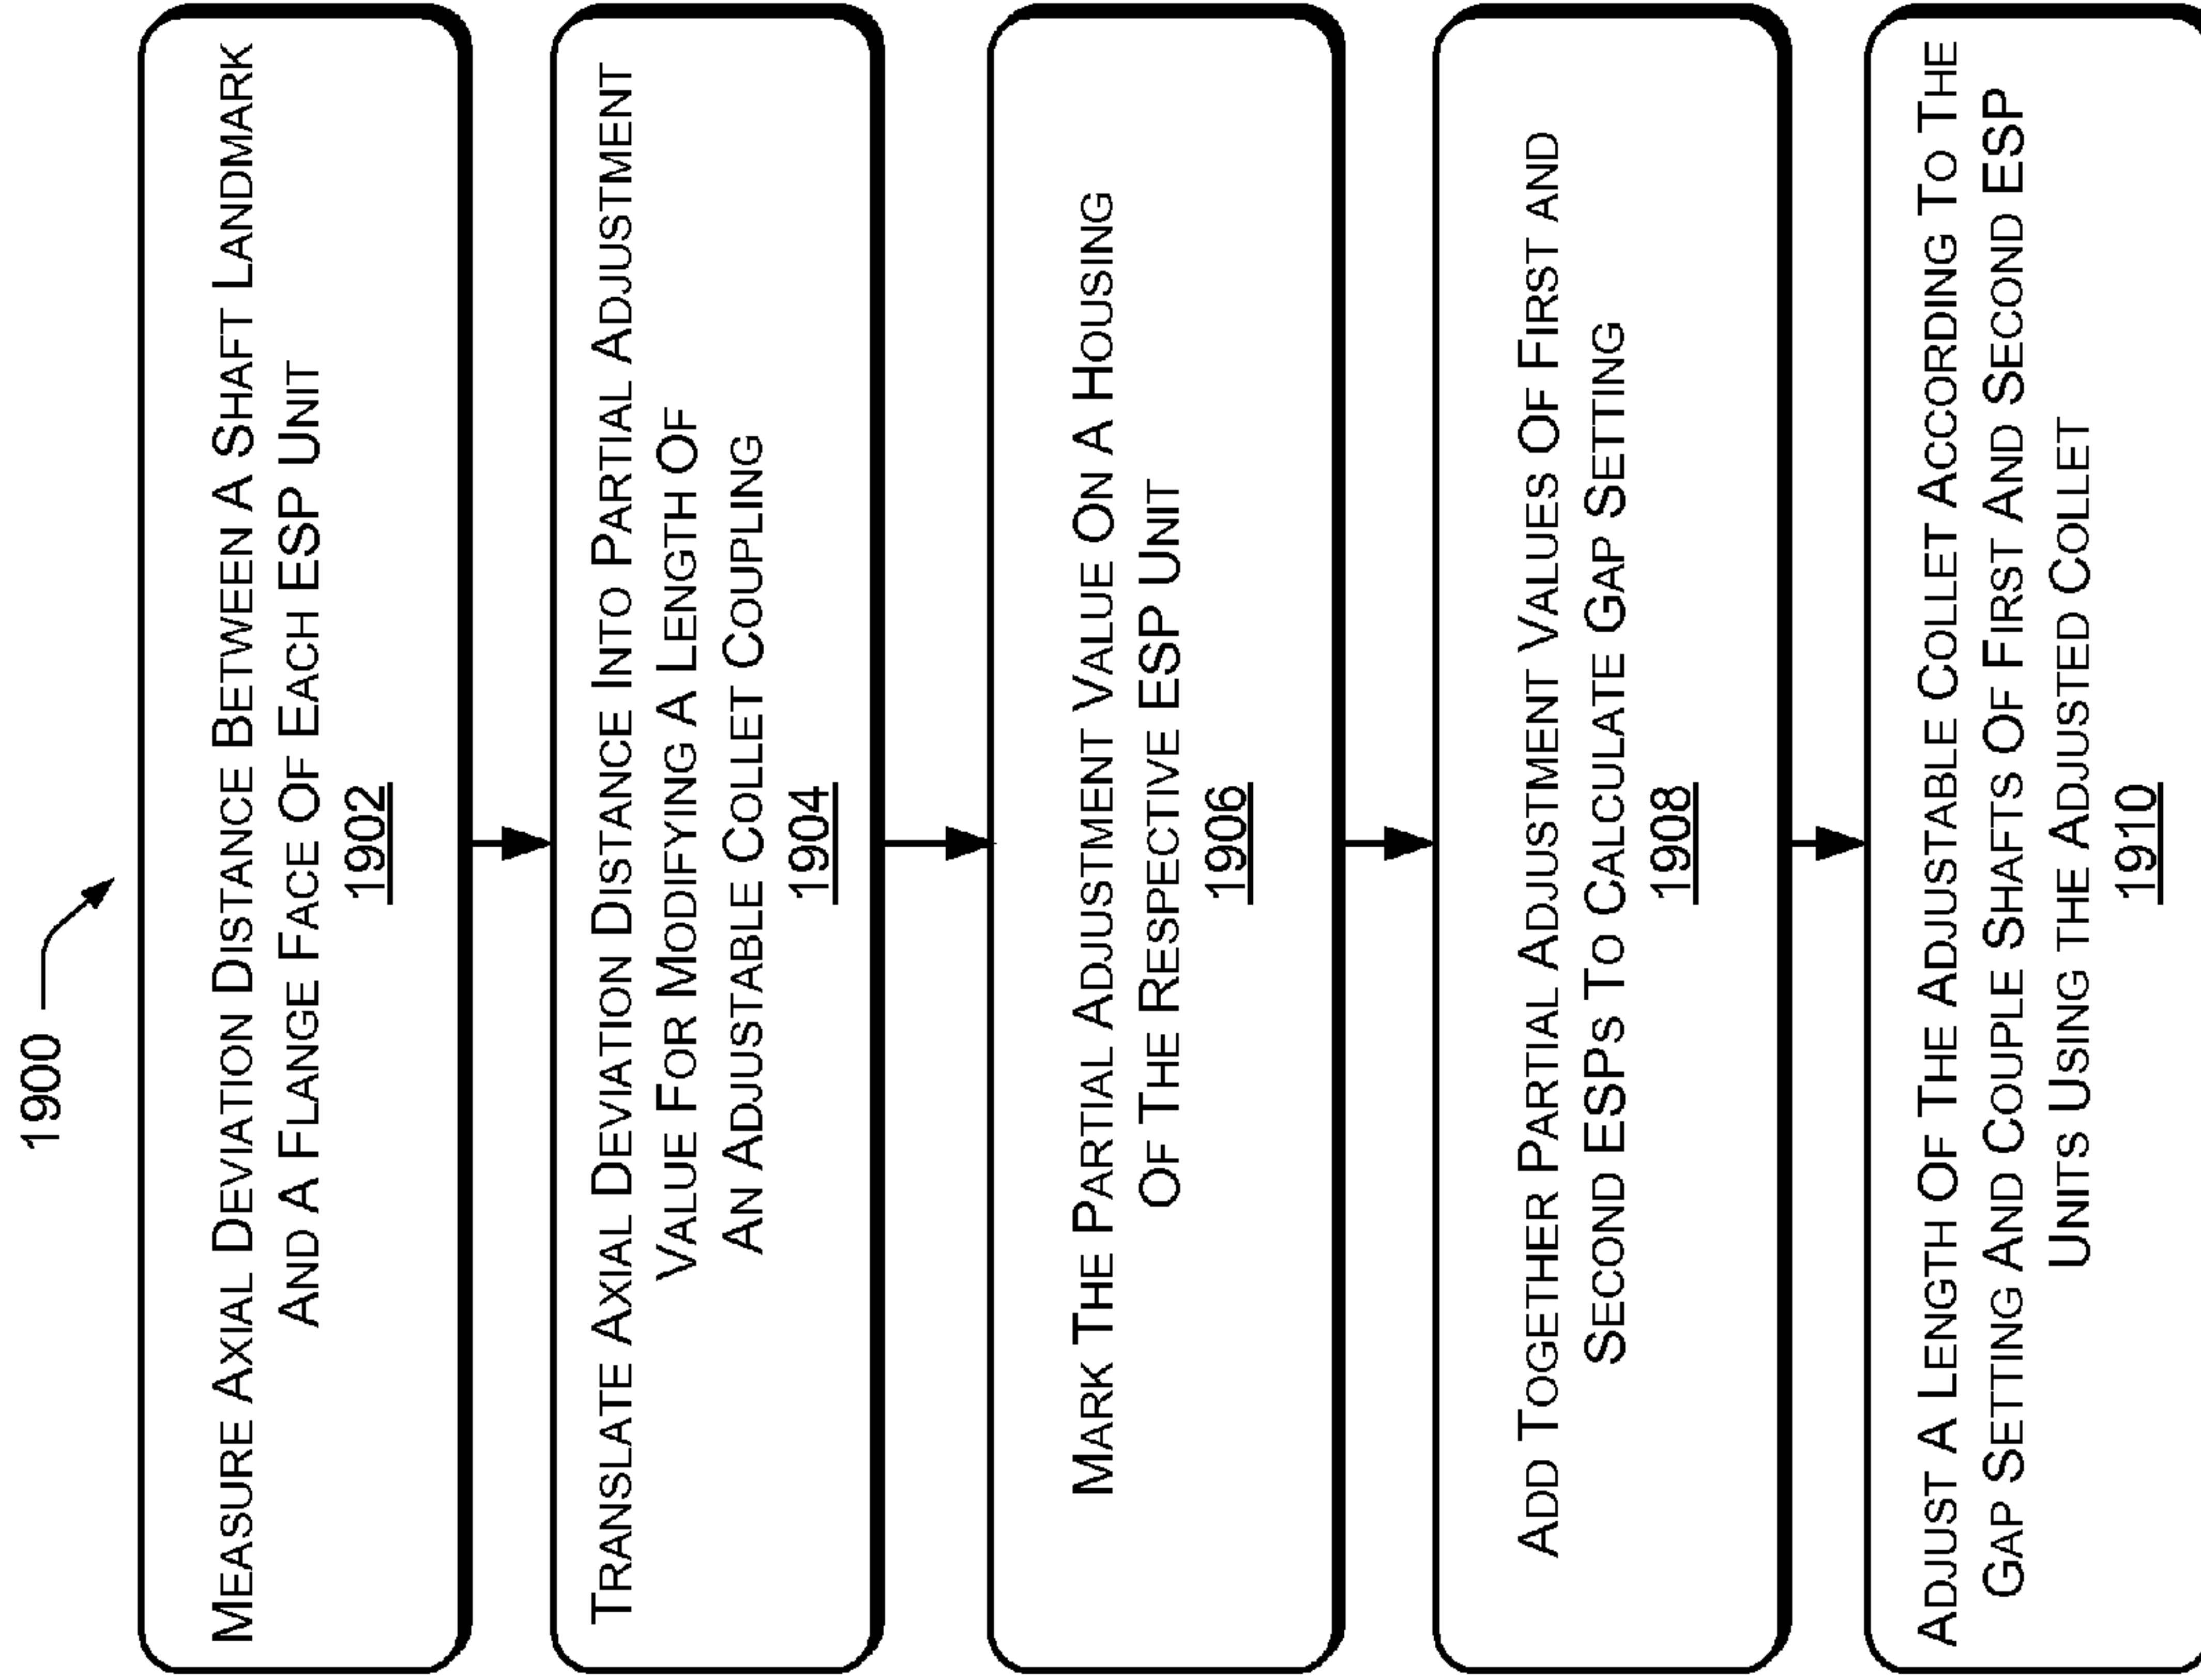 1900
MEASURE AXIAL DEVIATION DISTANCE BETWEEN A SHAFT LANDMARK
AND A FLANGE FACE OF EACH ESP UNIT
1902
TRANSLATE AXIAL DEVIATION DISTANCE INTO PARTIAL ADJUSTMENT
VALUE FOR MODIFYING A LENGTH OF
AN ADJUSTABLE COLLET COUPLING
1904
MARK THE PARTIAL ADJUSTMENT VALUE ON A HOUSING
OF THE RESPECTIVE ESP UNIT
1906
ADD TOGETHER PARTIAL ADJUSTMENT VALUES OF FIRST AND
SECOND ESPS TO CALCULATE GAP SETTING
1908
ADJUST A LENGTH OF THE ADJUSTABLE COLLET ACCORDING TO THE
GAP SETTING AND COUPLE SHAFTS OF FIRST AND SECOND ESP
UNITS USING THE ADJUSTED COLLET
1910